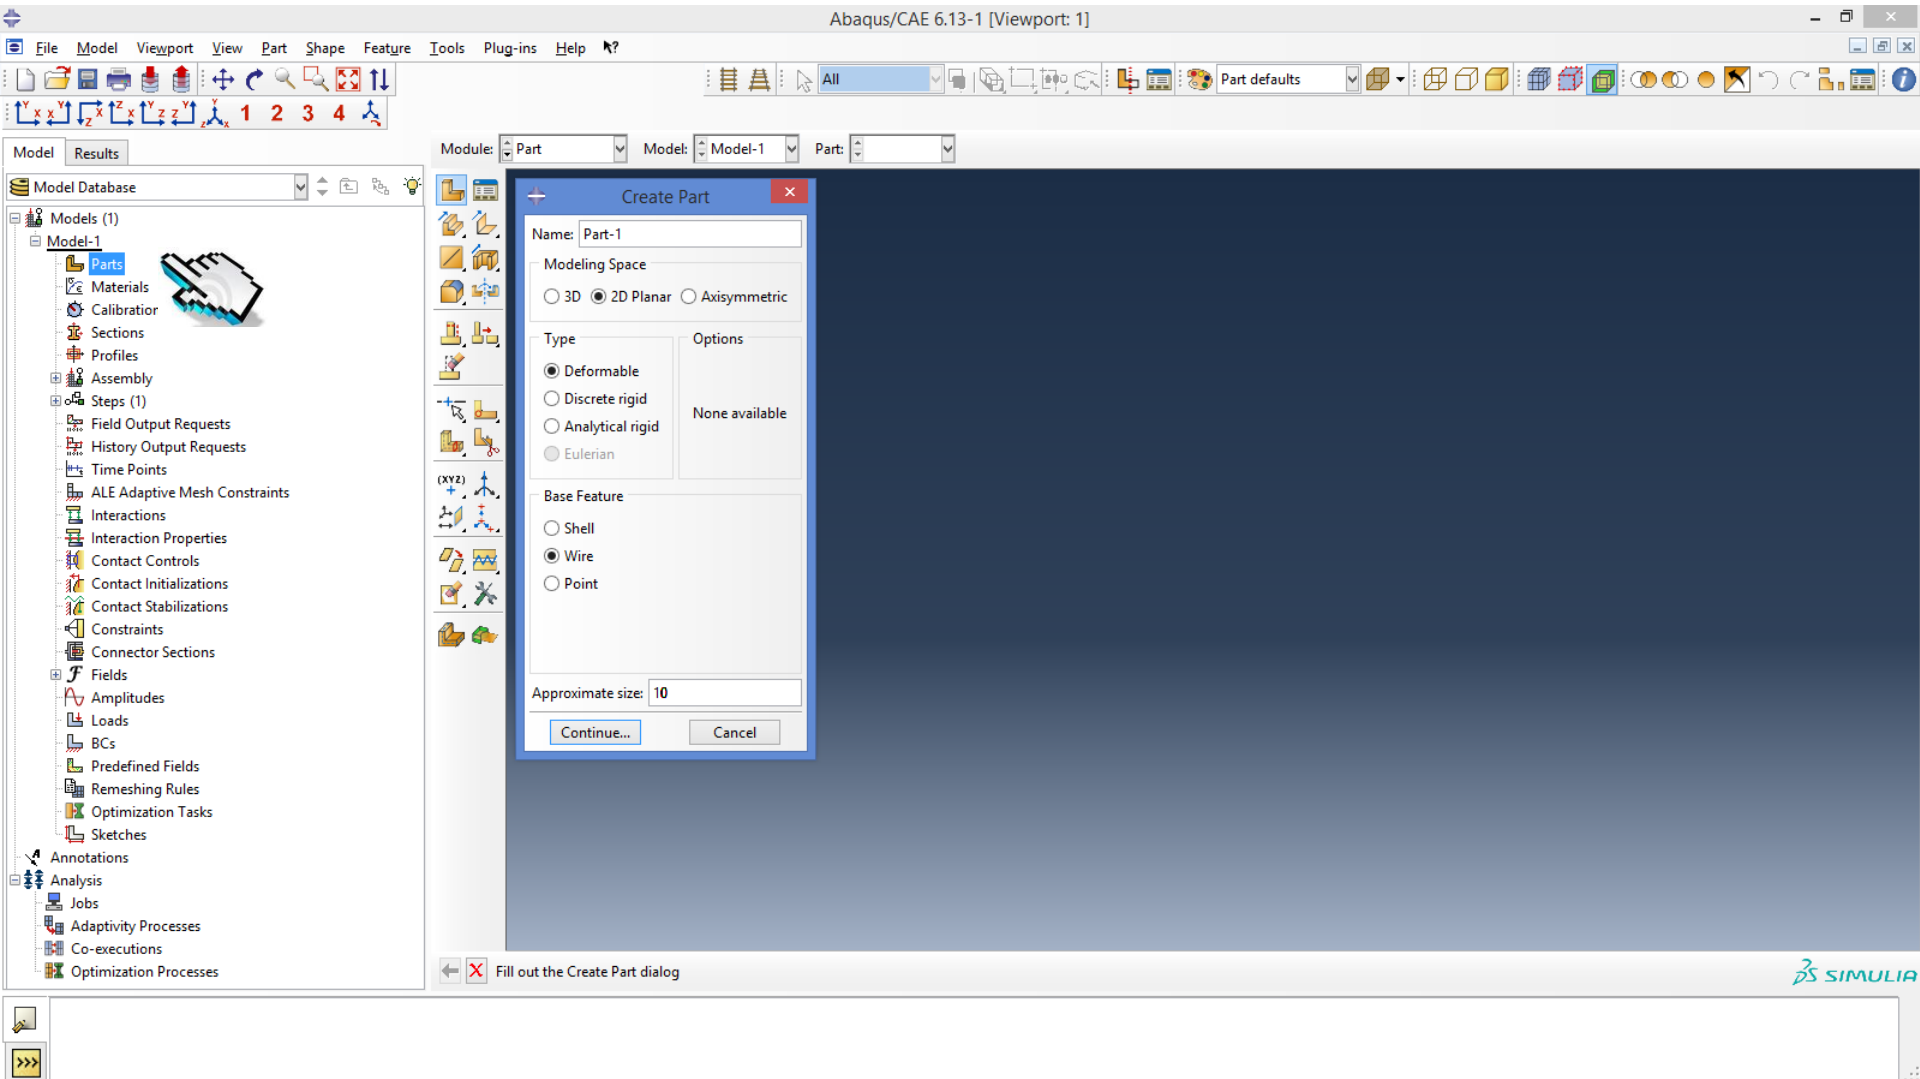 Abaqus/CAE 6.13-1 [Viewport: 1]
File Model Viewport View Part Shape Feature Tools Plug-ins Help
All
Part defaults
1 2 3 4
Model Results
Module: Part Model: Model-1 Part:
Model Database
Models (1)
Model-1
Parts
Materials
Calibration
Sections
Profiles
Assembly
Steps (1)
Field Output Requests
History Output Requests
Time Points
ALE Adaptive Mesh Constraints
Interactions
Interaction Properties
Contact Controls
Contact Initializations
Contact Stabilizations
Constraints
Connector Sections
Fields
Amplitudes
Loads
BCs
Predefined Fields
Remeshing Rules
Optimization Tasks
Sketches
Annotations
Analysis
Jobs
Adaptivity Processes
Co-executions
Optimization Processes
(XYZ)
Create Part
Name: Part-1
Modeling Space
3D 2D Planar Axisymmetric
Type
Deformable
Discrete rigid
Analytical rigid
Eulerian
Options
None available
Base Feature
Shell
Wire
Point
Approximate size: 10
Continue... Cancel
Fill out the Create Part dialog
SIMULIA
>>>